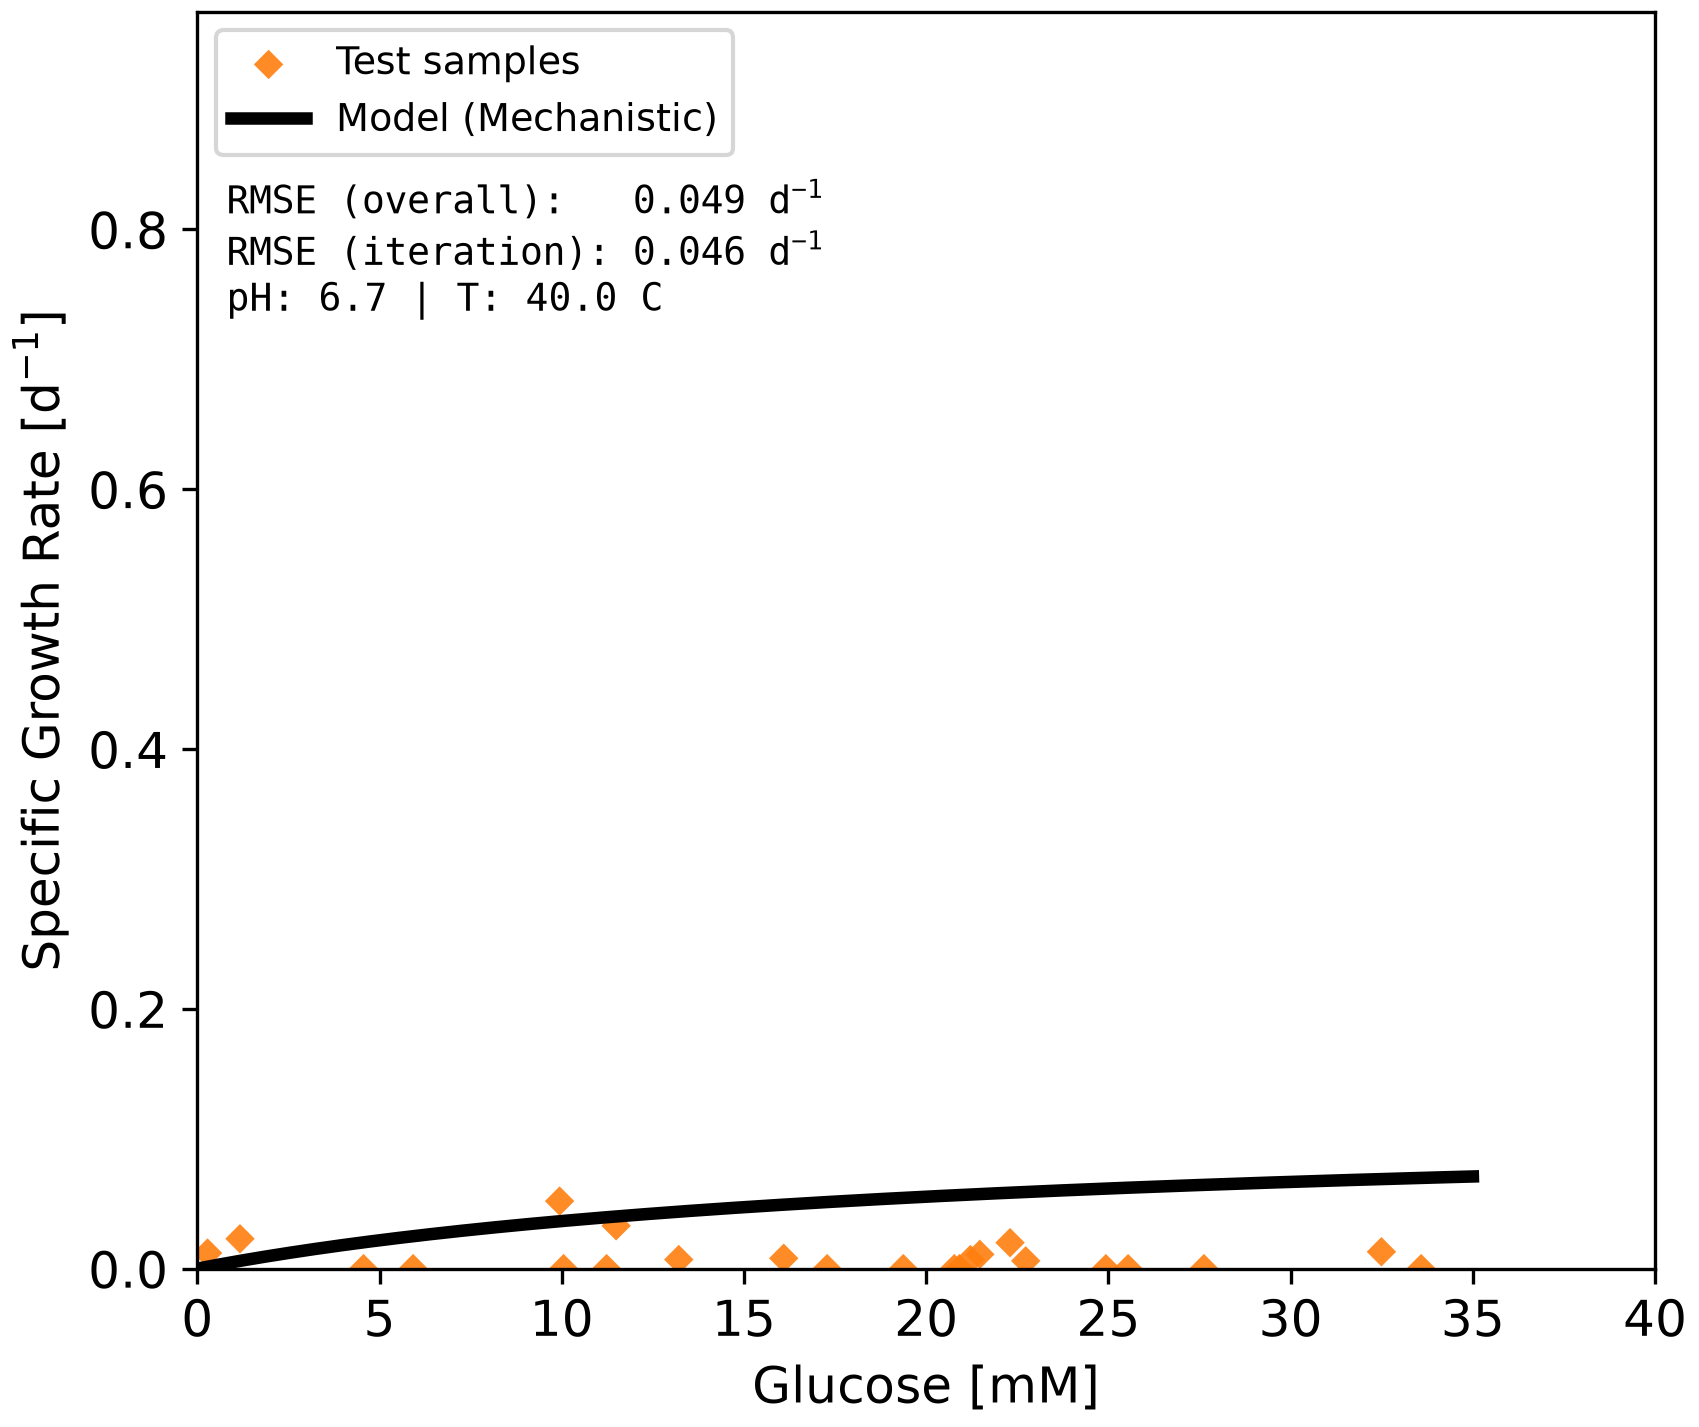 Test samples
Model (Mechanistic)
RMSE (overall): 0.049 d⁻¹
RMSE (iteration): 0.046 d⁻¹
pH: 6.7 | T: 40.0 C
Specific Growth Rate [d⁻¹]
0.8
0.6
0.4
0.2
0.0
0 5 10 15 20 25 30 35 40
Glucose [mM]